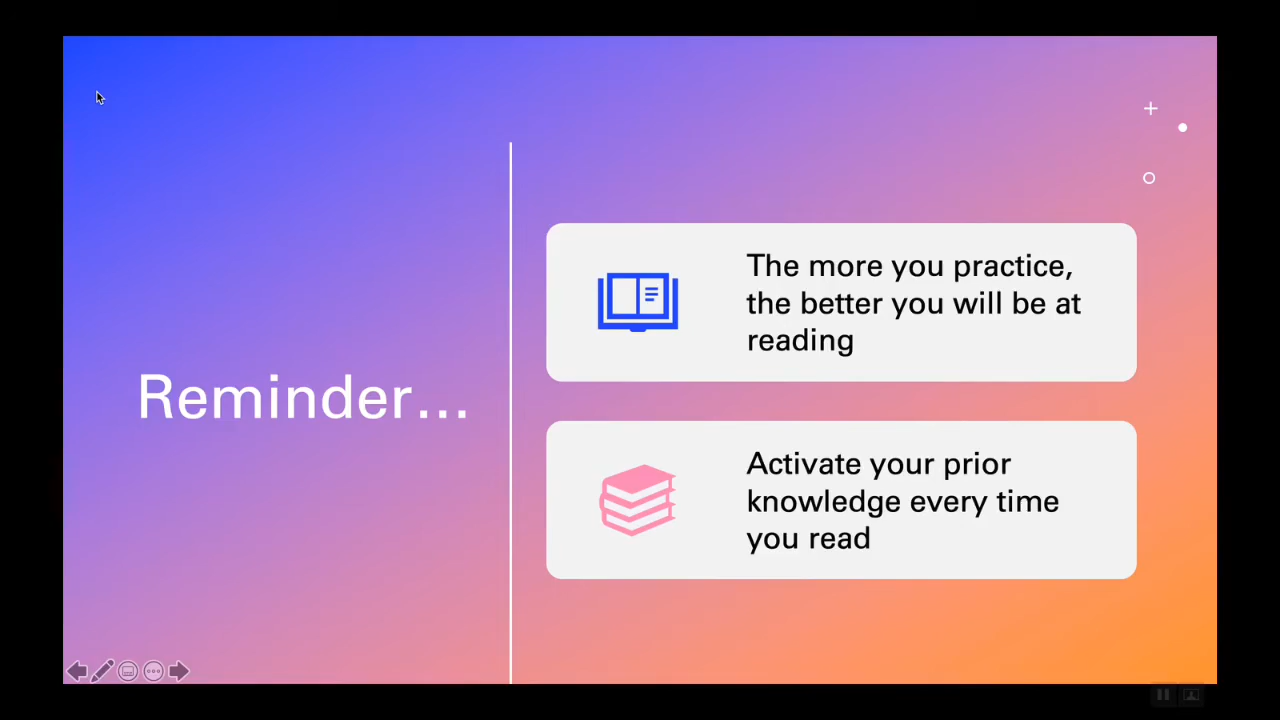 Reminder...
The more you practice,
the better you will be at
reading
Activate your prior
knowledge every time
you read